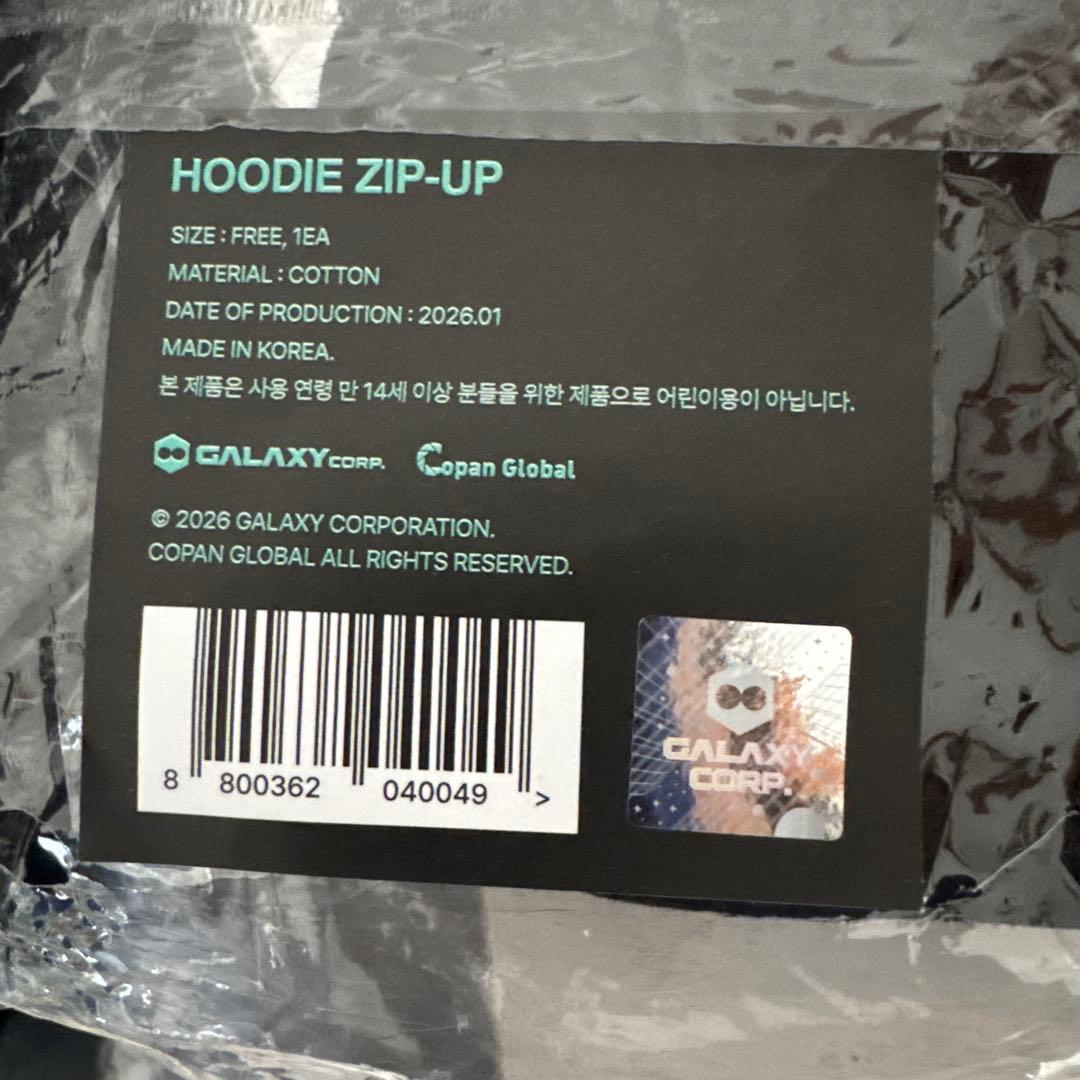 HOODIE ZIP-UP
SIZE : FREE, 1EA
MATERIAL : COTTON
DATE OF PRODUCTION : 2026.01
MADE IN KOREA.
본 제품은 사용 연령 만 14세 이상 분들을 위한 제품으로 어린이용이 아닙니다.
GALAXY CORP. Copan Global
© 2026 GALAXY CORPORATION.
COPAN GLOBAL ALL RIGHTS RESERVED.
8 800362 040049 >
GALAXY
CORP.